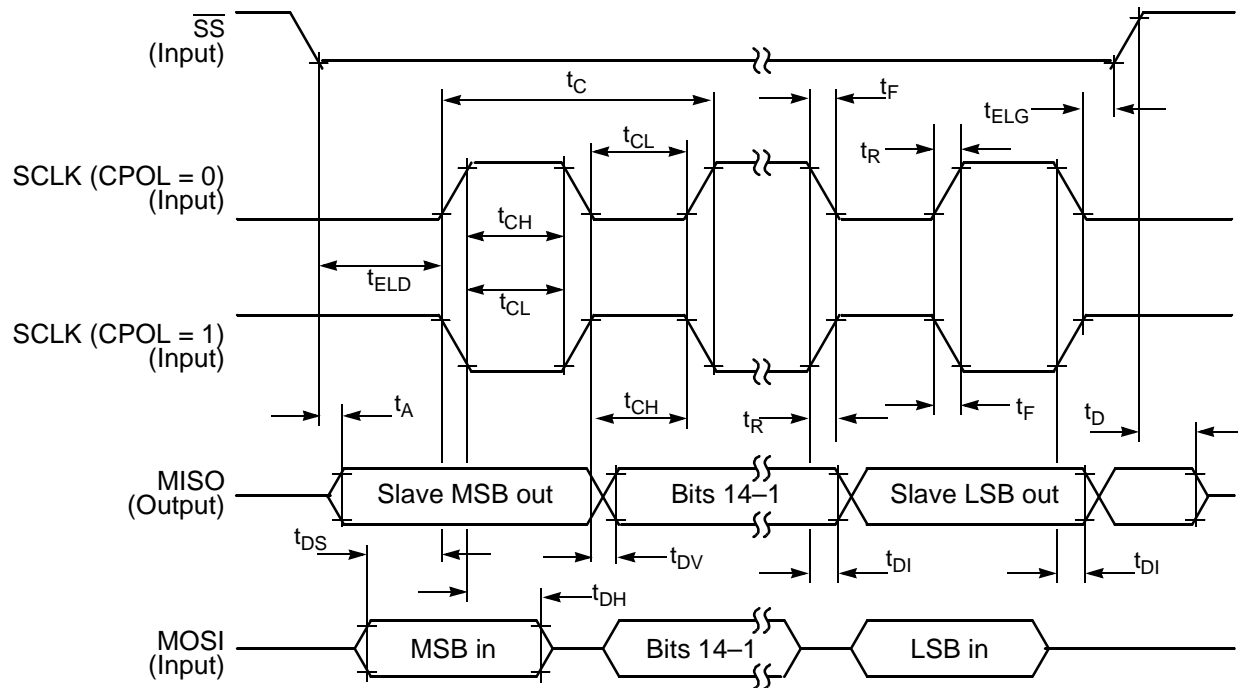 SS
(Input)
tC
tF
tELG
tCL
tR
SCLK (CPOL = 0)
(Input)
tCH
tELD
tCL
SCLK (CPOL = 1)
(Input)
tA
tCH
tR
tF
tD
MISO
(Output)
Slave MSB out
Bits 14–1
Slave LSB out
tDS
tDV
tDI
tDI
tDH
MOSI
(Input)
MSB in
Bits 14–1
LSB in